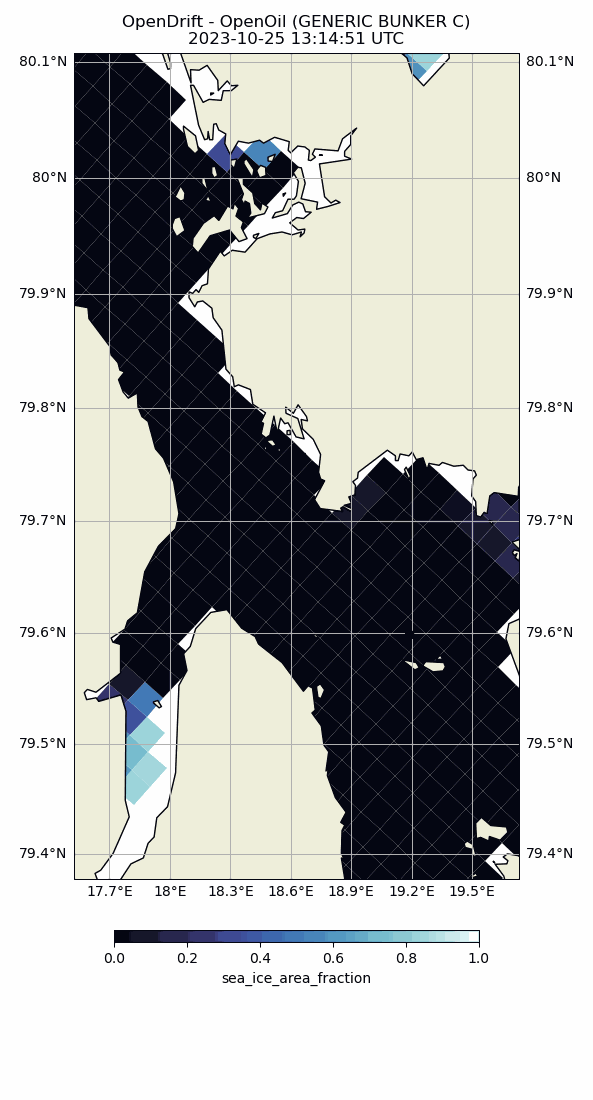 OpenDrift - OpenOil (GENERIC BUNKER C)
2023-10-25 13:14:51 UTC
80.1°N 80.1°N
80°N 80°N
79.9°N 79.9°N
79.8°N 79.8°N
79.7°N 79.7°N
79.6°N 79.6°N
79.5°N 79.5°N
79.4°N 79.4°N
17.7°E 18°E 18.3°E 18.6°E 18.9°E 19.2°E 19.5°E
0.0 0.2 0.4 0.6 0.8 1.0
sea_ice_area_fraction